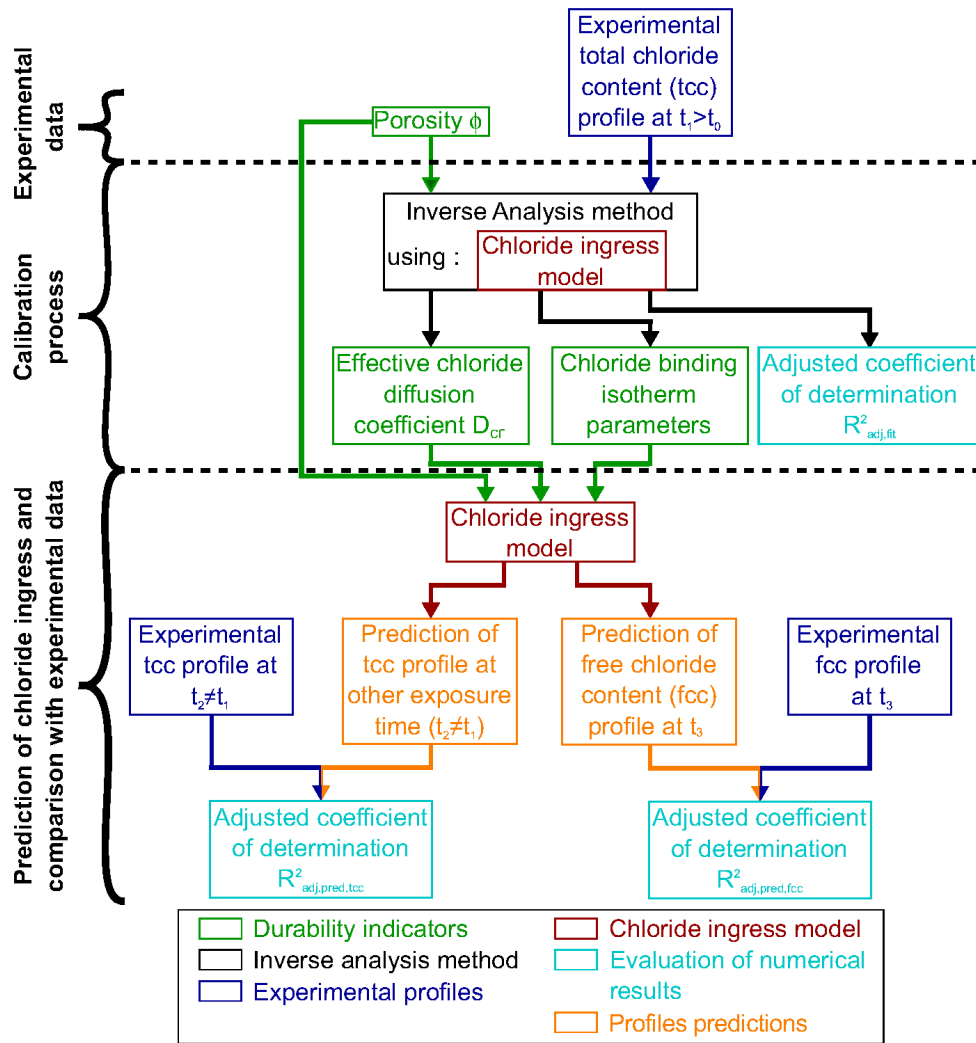 Experimental
data
Calibration
process
Prediction of chloride ingress and
comparison with experimental data
Experimental
total chloride
content (tcc)
profile at t₁>t₀
Porosity ϕ
Inverse Analysis method
using :
Chloride ingress
model
Effective chloride
diffusion
coefficient D_Cl⁻
Chloride binding
isotherm
parameters
Adjusted coefficient
of determination
R²adj,fit
Chloride ingress
model
Experimental
tcc profile at
t₂≠t₁
Prediction of
tcc profile at
other exposure
time (t₂≠t₁)
Prediction of
free chloride
content (fcc)
profile at t₃
Experimental
fcc profile
at t₃
Adjusted coefficient
of determination
R²adj,pred,tcc
Adjusted coefficient
of determination
R²adj,pred,fcc
Durability indicators
Inverse analysis method
Experimental profiles
Chloride ingress model
Evaluation of numerical
results
Profiles predictions